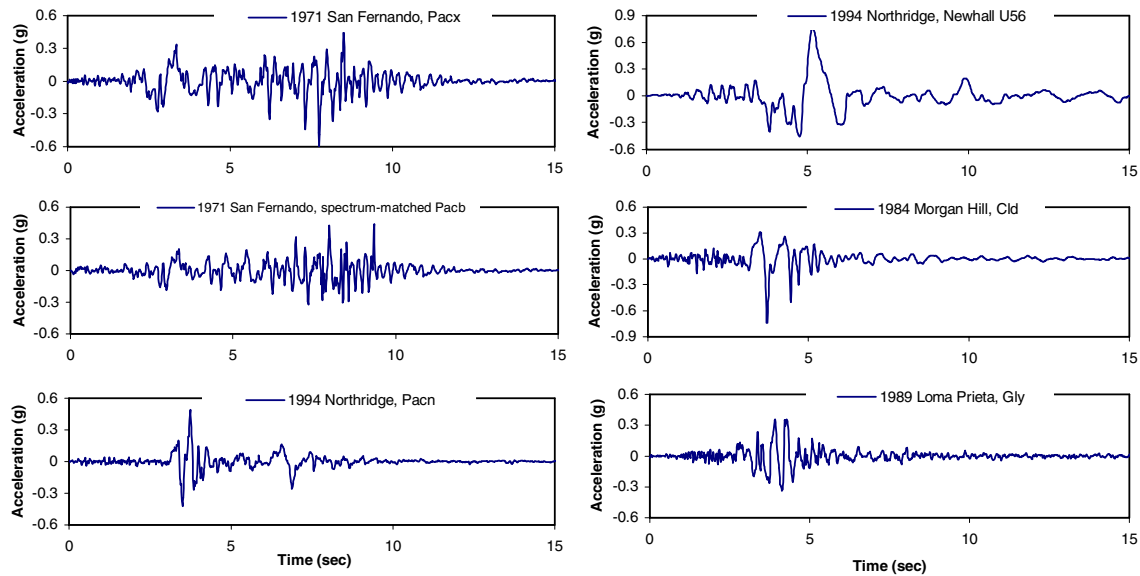 1971 San Fernando, Pacx
Acceleration (g)
0.6
0.3
0
-0.3
-0.6
0 5 10 15
1971 San Fernando, spectrum-matched Pacb
Acceleration (g)
0.6
0.3
0
-0.3
-0.6
0 5 10 15
1994 Northridge, Pacn
Acceleration (g)
0.6
0.3
0
-0.3
-0.6
0 5 10 15
Time (sec)
1994 Northridge, Newhall U56
Acceleration (g)
0.9
0.6
0.3
0
-0.3
-0.6
0 5 10 15
1984 Morgan Hill, Cld
Acceleration (g)
0.6
0.3
0
-0.3
-0.6
-0.9
0 5 10 15
1989 Loma Prieta, Gly
Acceleration (g)
0.6
0.3
0
-0.3
-0.6
0 5 10 15
Time (sec)